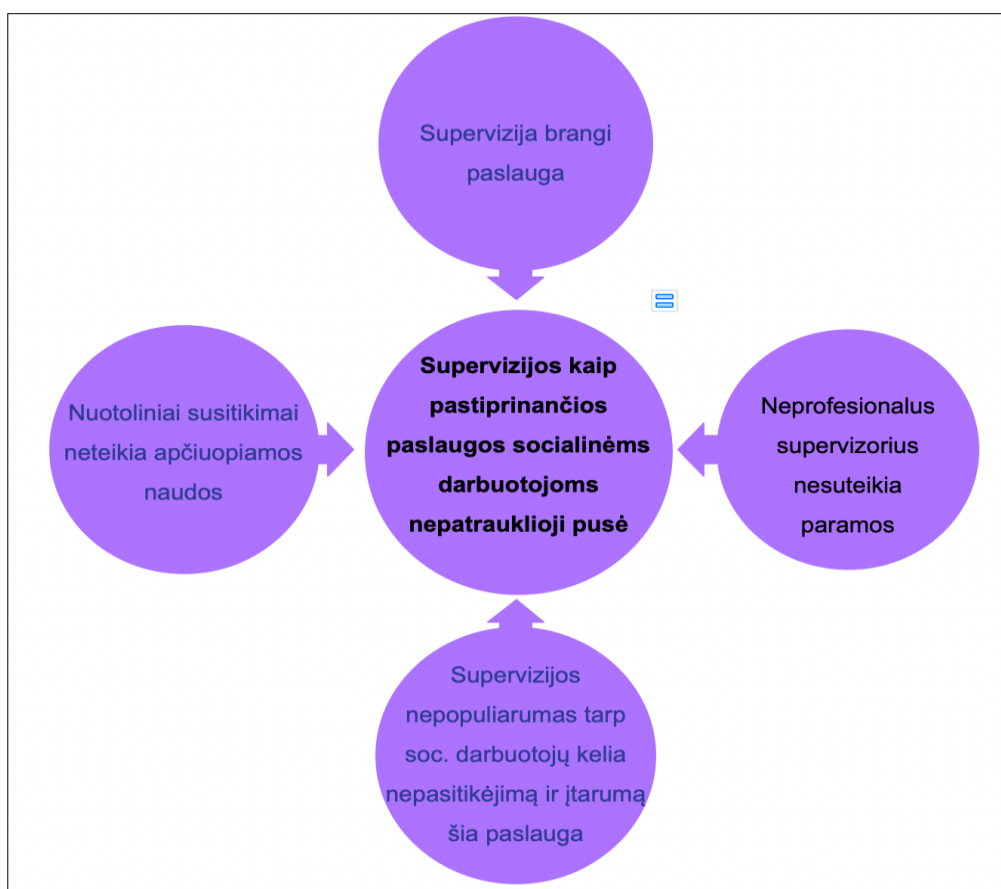 Supervizija brangi
paslauga
Nuotoliniai susitikimai
neteikia apčiuopiamos
naudos
Supervizijos kaip
pastiprinančios
paslaugos socialinėms
darbuotojoms
nepatrauklioji pusė
Neprofesionalus
supervizorius
nesuteikia
paramos
Supervizijos
nepopuliarumas tarp
soc. darbuotojų kelia
nepasitikėjimą ir įtarumą
šia paslauga